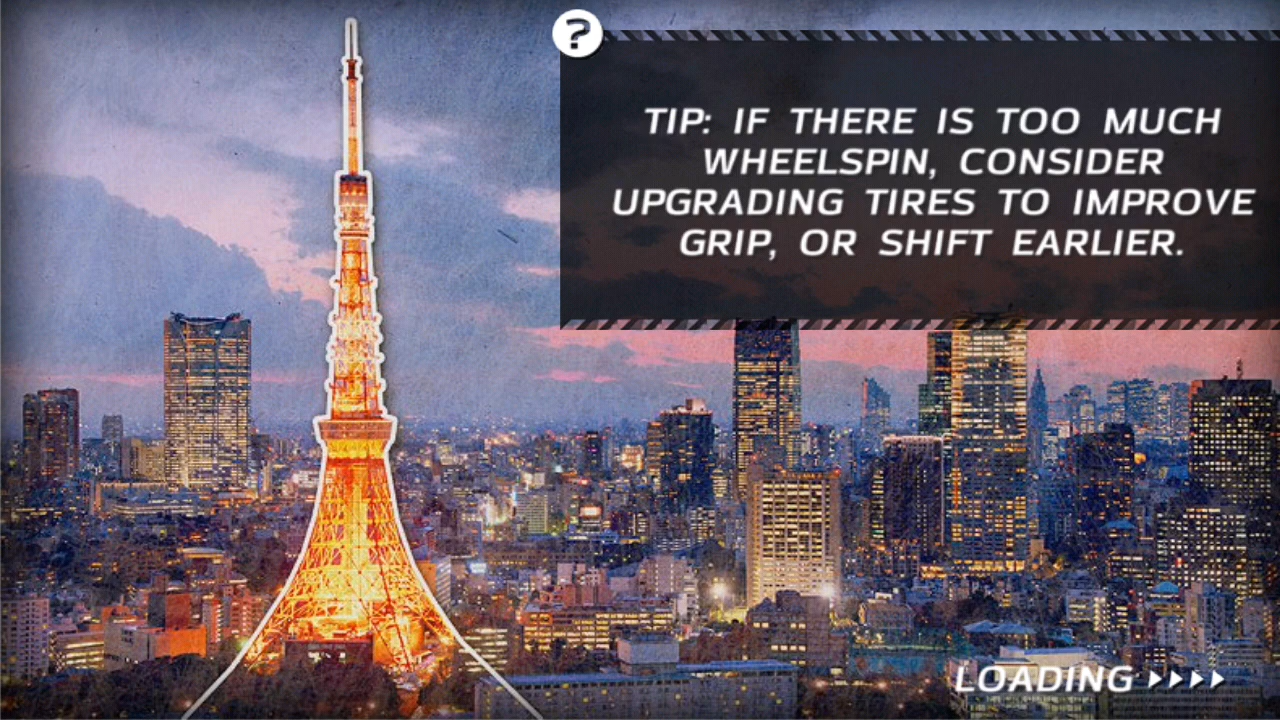 ?
TIP: IF THERE IS TOO MUCH
WHEELSPIN, CONSIDER
UPGRADING TIRES TO IMPROVE
GRIP, OR SHIFT EARLIER.
LOADING